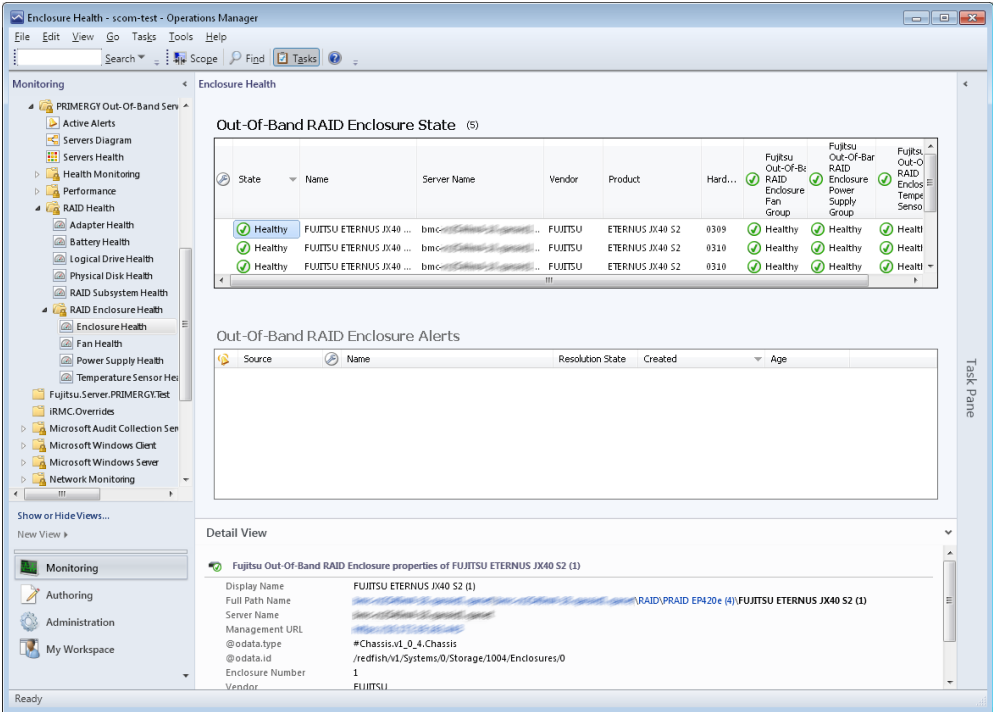 Enclosure Health - scom-test - Operations Manager
File Edit View Go Tasks Tools Help
Search Scope Find Tasks
Monitoring
PRIMERGY Out-Of-Band Serv
Active Alerts
Servers Diagram
Servers Health
Health Monitoring
Performance
RAID Health
Adapter Health
Battery Health
Logical Drive Health
Physical Disk Health
RAID Subsystem Health
RAID Enclosure Health
Enclosure Health
Fan Health
Power Supply Health
Temperature Sensor Hea
Fujitsu.Server.PRIMERGY.Test
iRMC.Overrides
Microsoft Audit Collection Serv
Microsoft Windows Client
Microsoft Windows Server
Network Monitoring
Show or Hide Views...
New View
Monitoring
Authoring
Administration
My Workspace
Enclosure Health
Out-Of-Band RAID Enclosure State (5)
State Name Server Name Vendor Product Hard... Fujitsu Out-Of-Ba RAID Enclosure Fan Group Fujitsu Out-Of-Bar RAID Enclosure Power Supply Group Fujitsu Out-O RAID Enclos Tempe Senso
Healthy FUJITSU ETERNUS JX40 ... bmc- ... FUJITSU ETERNUS JX40 S2 0309 Healthy Healthy Healtl
Healthy FUJITSU ETERNUS JX40 ... bmc- ... FUJITSU ETERNUS JX40 S2 0310 Healthy Healthy Healtl
Healthy FUJITSU ETERNUS JX40 ... bmc- ... FUJITSU ETERNUS JX40 S2 0310 Healthy Healthy Healtl
Out-Of-Band RAID Enclosure Alerts
Source Name Resolution State Created Age
Task Pane
Detail View
Fujitsu Out-Of-Band RAID Enclosure properties of FUJITSU ETERNUS JX40 S2 (1)
Display Name FUJITSU ETERNUS JX40 S2 (1)
Full Path Name \RAID\PRAID EP420e (4)\FUJITSU ETERNUS JX40 S2 (1)
Server Name
Management URL
@odata.type #Chassis.v1_0_4.Chassis
@odata.id /redfish/v1/Systems/0/Storage/1004/Enclosures/0
Enclosure Number 1
Vendor FUJITSU
Ready